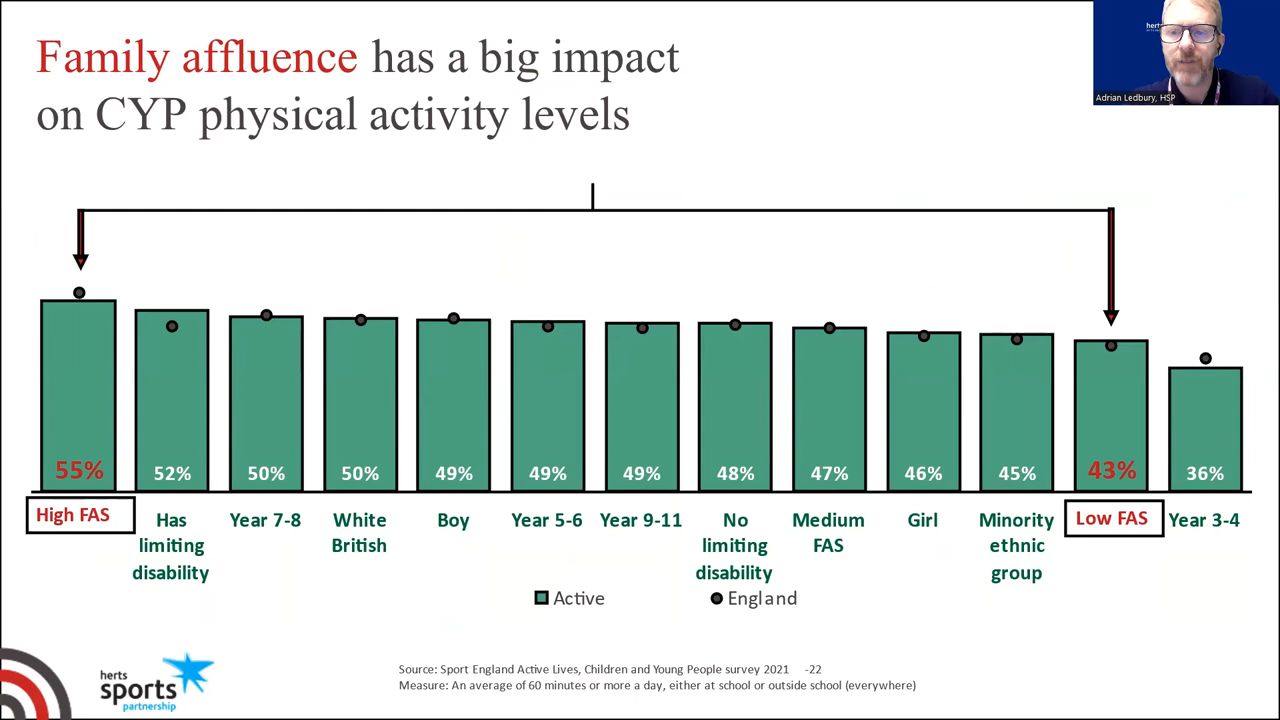 Family affluence has a big impact
on CYP physical activity levels
herts
Adrian Ledbury, HSP
55% 52% 50% 50% 49% 49% 49% 48% 47% 46% 45% 43% 36%
High FAS
Has limiting disability
Year 7-8
White British
Boy
Year 5-6
Year 9-11
No limiting disability
Medium FAS
Girl
Minority ethnic group
Low FAS
Year 3-4
Active England
herts
sports
partnership
Source: Sport England Active Lives, Children and Young People survey 2021 -22
Measure: An average of 60 minutes or more a day, either at school or outside school (everywhere)